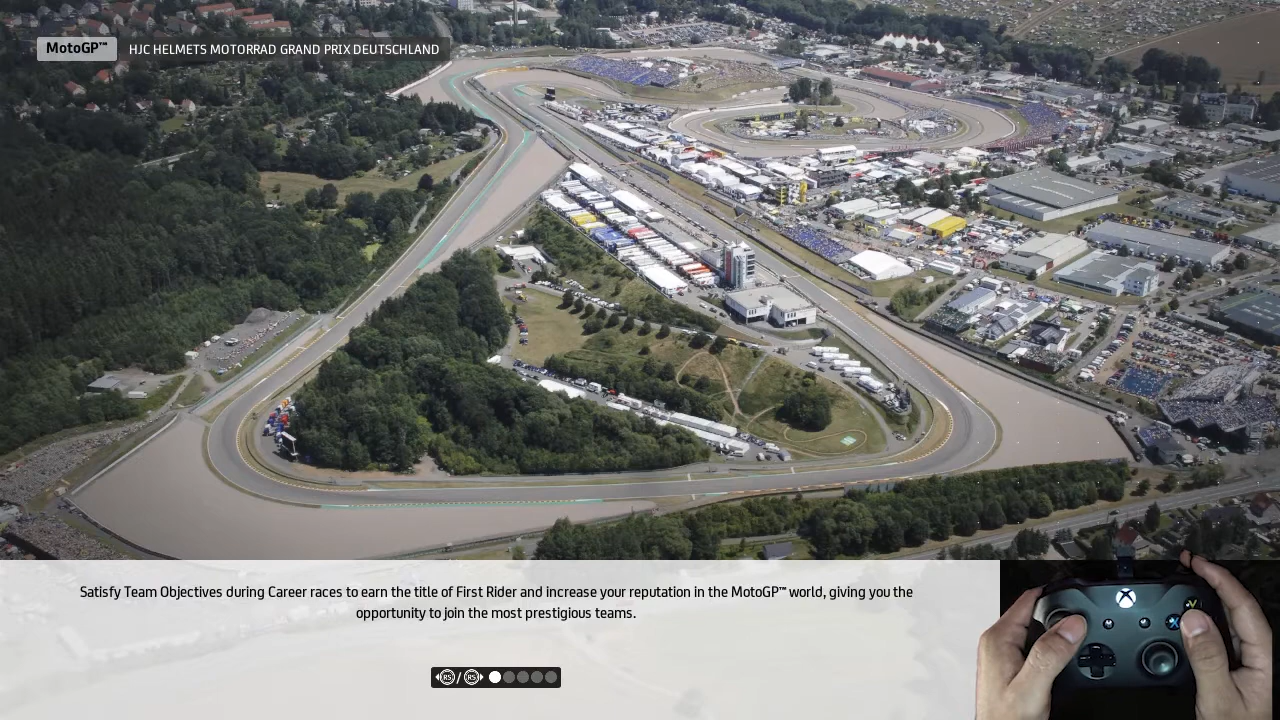 MotoGP™ HJC HELMETS MOTORRAD GRAND PRIX DEUTSCHLAND
Satisfy Team Objectives during Career races to earn the title of First Rider and increase your reputation in the MotoGP™ world, giving you the
opportunity to join the most prestigious teams.
RS / RS